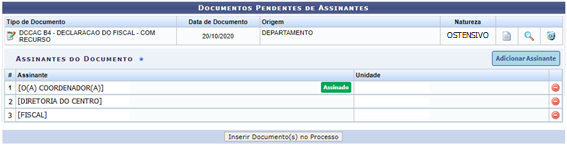 DOCUMENTOS PENDENTES DE ASSINANTES
Tipo de Documento Data de Documento Origem Natureza
DCCAC B4 - DECLARACAO DO FISCAL - COM RECURSO 20/10/2020 DEPARTAMENTO OSTENSIVO
ASSINANTES DO DOCUMENTO Adicionar Assinante
# Assinante Unidade
1 [O(A) COORDENADOR(A)] Assinado
2 [DIRETORIA DO CENTRO]
3 [FISCAL]
Inserir Documento(s) no Processo